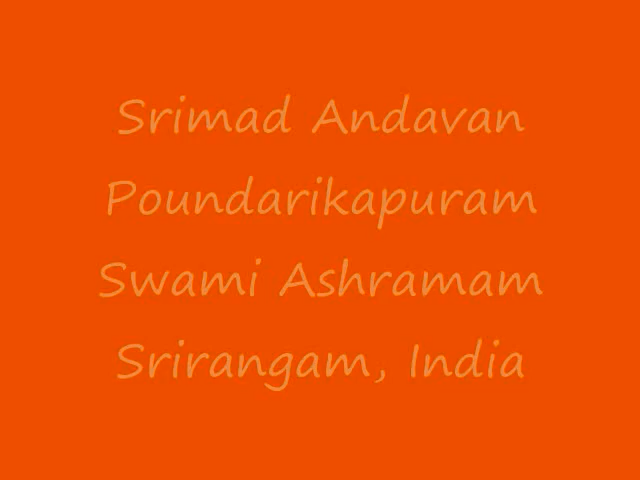 Srimad Andavan
Poundarikapuram
Swami Ashramam
Srirangam, India